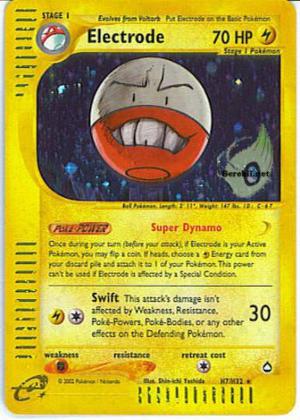 STAGE 1
Evolves from Voltorb Put Electrode on the Basic Pokémon
Electrode 70 HP
Stage 1 Pokémon
Serebii.net
Ball Pokémon, Length: 3' 11", Weight: 147 lbs. ID: C-67
POKé-POWER Super Dynamo
Once during your turn (before your attack), if Electrode is your Active
Pokémon, you may flip a coin. If heads, choose a Energy card from
your discard pile and attach it to 1 of your Pokémon. This power can't
be used if Electrode is affected by a Special Condition.
Swift This attack's damage isn't
affected by Weakness, Resistance,
Poké-Powers, Poké-Bodies, or any other
effects on the Defending Pokémon.
30
weakness resistance retreat cost
e
© 2002 Pokémon / Nintendo
Illus. Shin-ichi Yoshida
H7/H32